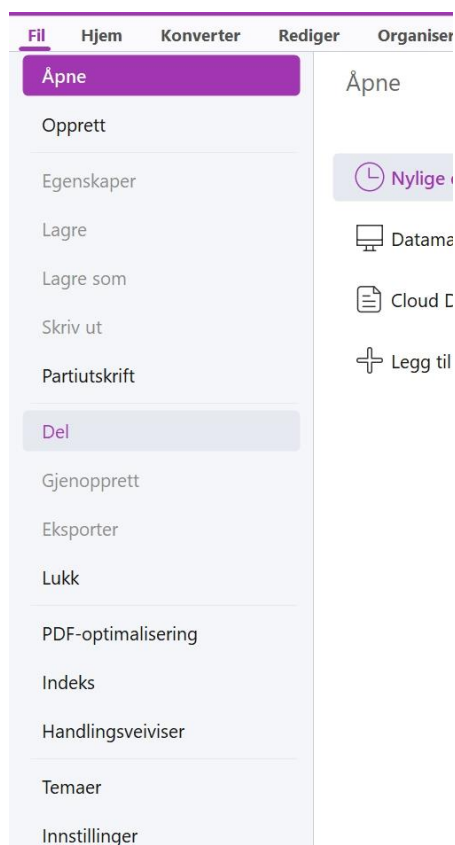 Fil Hjem Konverter Rediger Organiser
Åpne
Opprett
Egenskaper
Lagre
Lagre som
Skriv ut
Partiutskrift
Del
Gjenopprett
Eksporter
Lukk
PDF-optimalisering
Indeks
Handlingsveiviser
Temaer
Innstillinger
Åpne
Nylige
Datama
Cloud D
Legg til